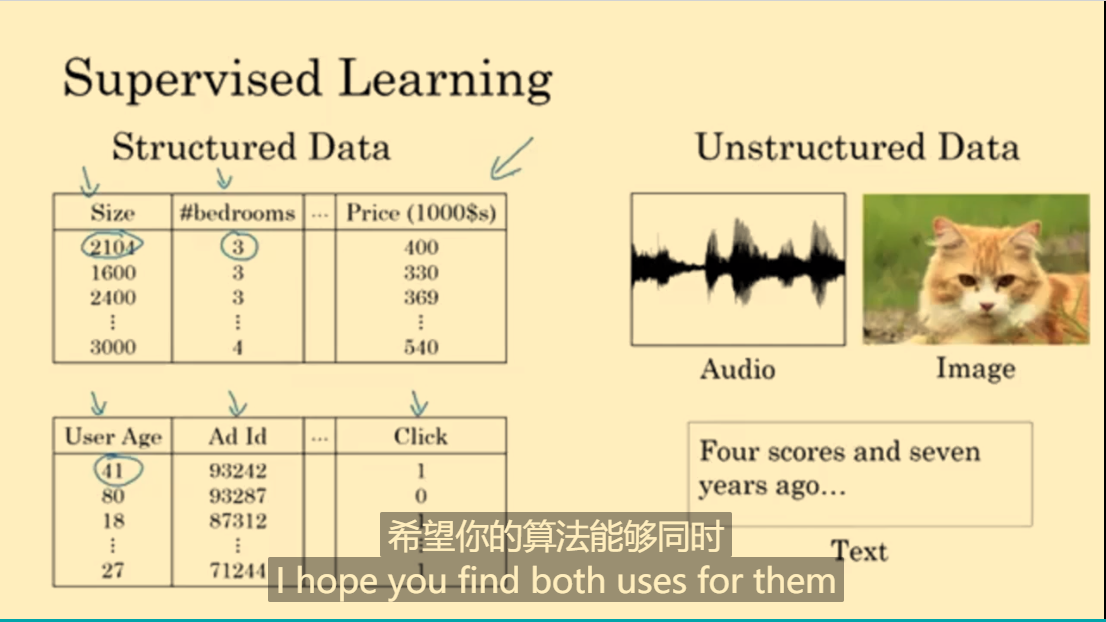 Supervised Learning
Structured Data
Size #bedrooms ... Price (1000$s)
2104 3 400
1600 3 330
2400 3 369
⋮ ⋮ ⋮
3000 4 540
User Age Ad Id ... Click
41 93242 1
80 93287 0
18 87312
⋮ ⋮
27 71244 1
Unstructured Data
Audio
Image
Four scores and seven
years ago...
Text
希望你的算法能够同时
I hope you find both uses for them